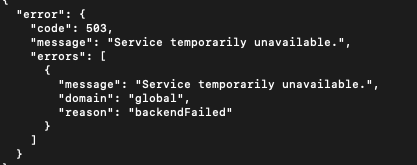 {
  "error": {
    "code": 503,
    "message": "Service temporarily unavailable.",
    "errors": [
      {
        "message": "Service temporarily unavailable.",
        "domain": "global",
        "reason": "backendFailed"
      }
    ]
  }
}